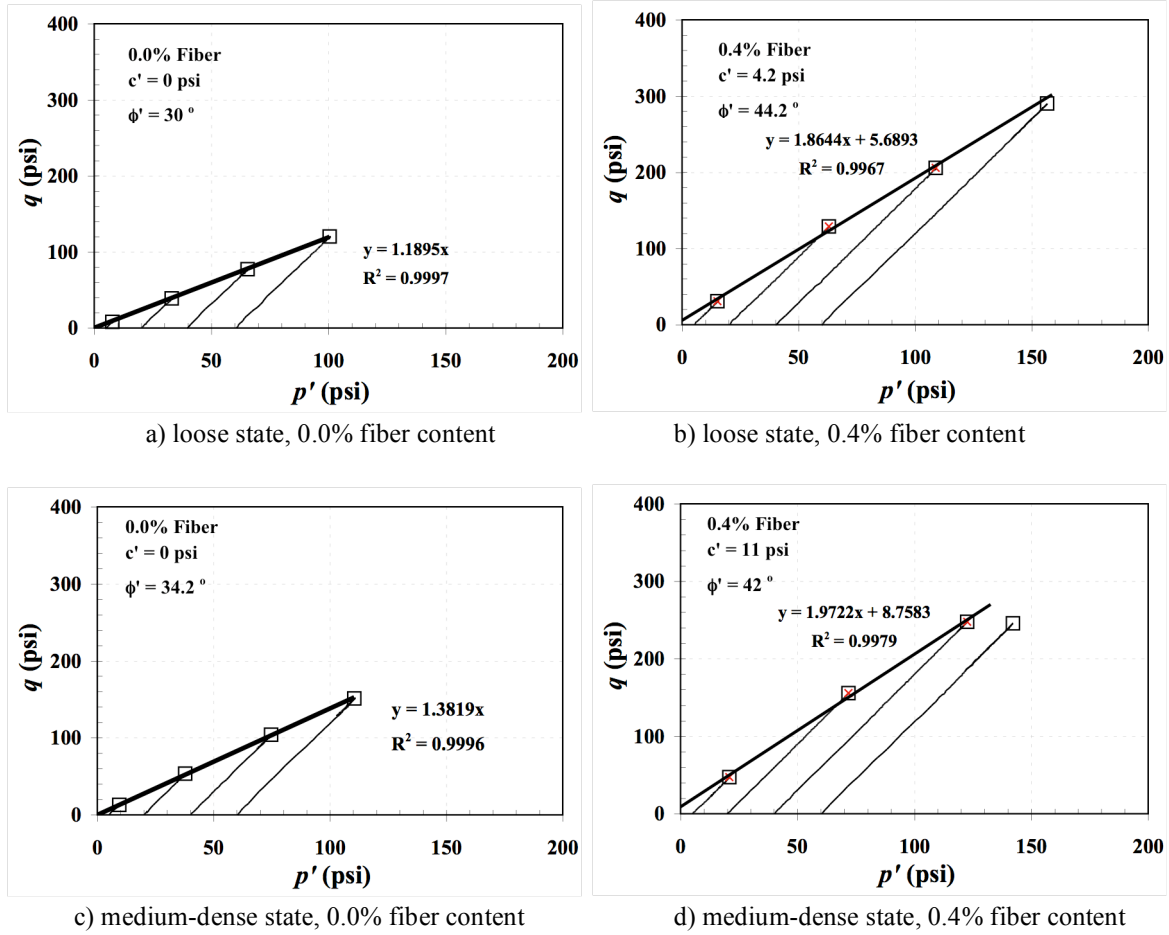 400
300
200
100
0
q (psi)
0.0% Fiber
c' = 0 psi
ϕ' = 30 °
y = 1.1895x
R² = 0.9997
0
50
100
150
200
p' (psi)
a) loose state, 0.0% fiber content
400
300
200
100
0
q (psi)
0.4% Fiber
c' = 4.2 psi
ϕ' = 44.2 °
y = 1.8644x + 5.6893
R² = 0.9967
0
50
100
150
200
p' (psi)
b) loose state, 0.4% fiber content
400
300
200
100
0
q (psi)
0.0% Fiber
c' = 0 psi
ϕ' = 34.2 °
y = 1.3819x
R² = 0.9996
0
50
100
150
200
p' (psi)
c) medium-dense state, 0.0% fiber content
400
300
200
100
0
q (psi)
0.4% Fiber
c' = 11 psi
ϕ' = 42 °
y = 1.9722x + 8.7583
R² = 0.9979
0
50
100
150
200
p' (psi)
d) medium-dense state, 0.4% fiber content